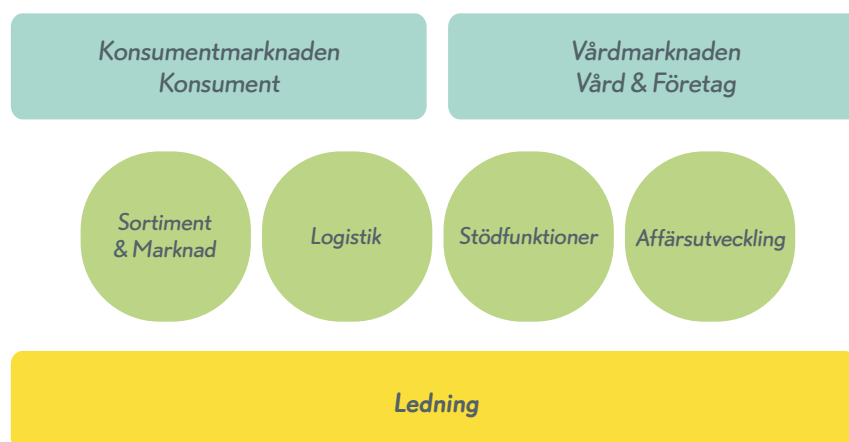 Konsumentmarknaden
Konsument
Vårdmarknaden
Vård & Företag
Sortiment
& Marknad
Logistik
Stödfunktioner
Affärsutveckling
Ledning